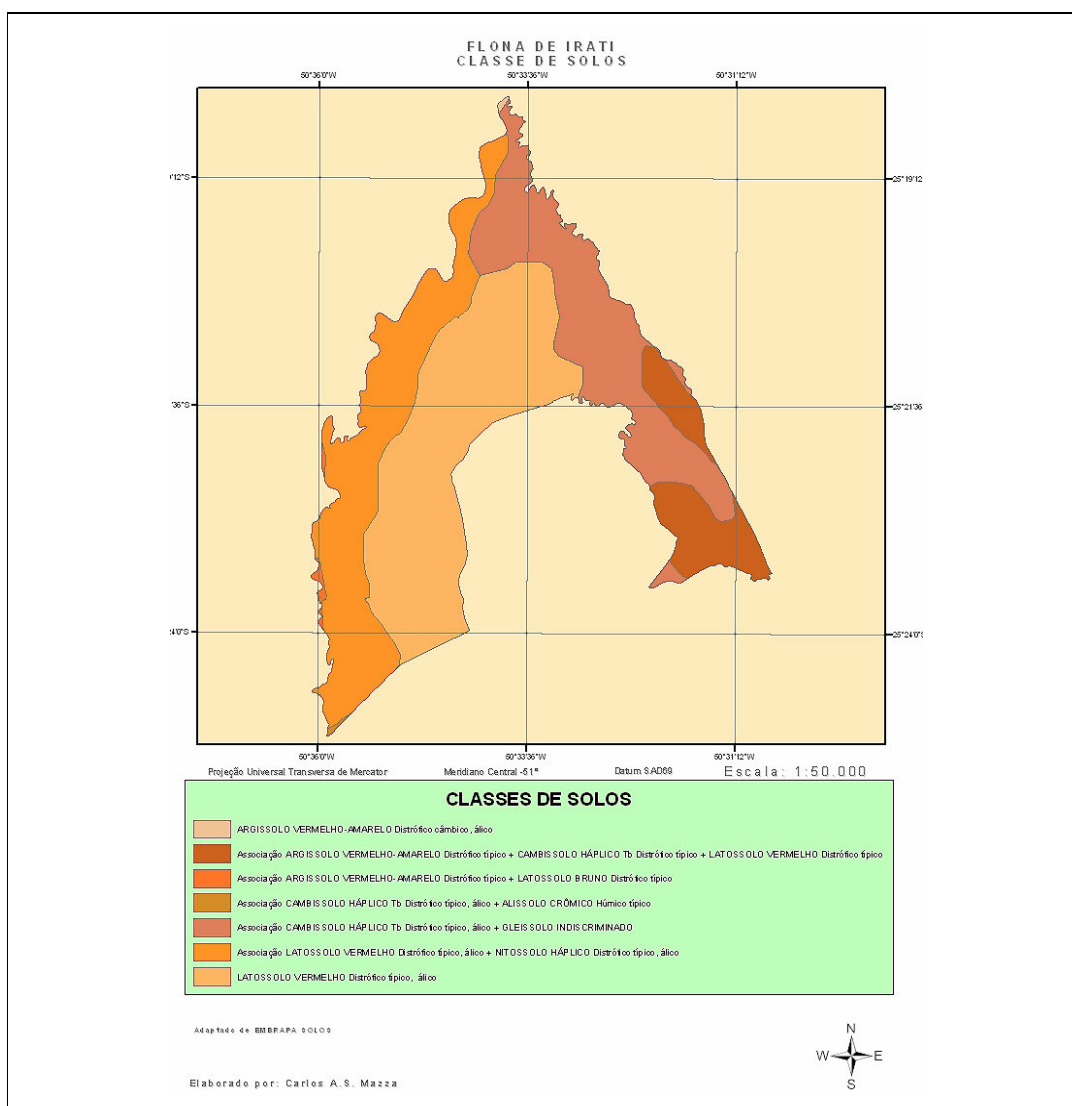 FLONA DE IRATI
CLASSE DE SOLOS
50°36'0"W 50°33'36"W 50°31'12"W
'12"S 25°19'12
'36"S 25°21'36
24'0"S 25°24'0"S
50°36'0"W 50°33'36"W 50°31'12"W
Projeção Universal Transversa de Mercator Meridiano Central -51° Datum SAD69 Escala: 1:50.000
CLASSES DE SOLOS
ARGISSOLO VERMELHO-AMARELO Distrófico câmbico, álico
Associação ARGISSOLO VERMELHO-AMARELO Distrófico típico + CAMBISSOLO HÁPLICO Tb Distrófico típico + LATOSSOLO VERMELHO Distrófico típico
Associação ARGISSOLO VERMELHO-AMARELO Distrófico típico + LATOSSOLO BRUNO Distrófico típico
Associação CAMBISSOLO HÁPLICO Tb Distrófico típico, álico + ALISSOLO CRÔMICO Húmico típico
Associação CAMBISSOLO HÁPLICO Tb Distrófico típico, álico + GLEISSOLO INDISCRIMINADO
Associação LATOSSOLO VERMELHO Distrófico típico, álico + NITOSSOLO HÁPLICO Distrófico típico, álico
LATOSSOLO VERMELHO Distrófico típico, álico
Adaptado de EMBRAPA SOLOS
N
W E
S
Elaborado por: Carlos A.S. Mazza